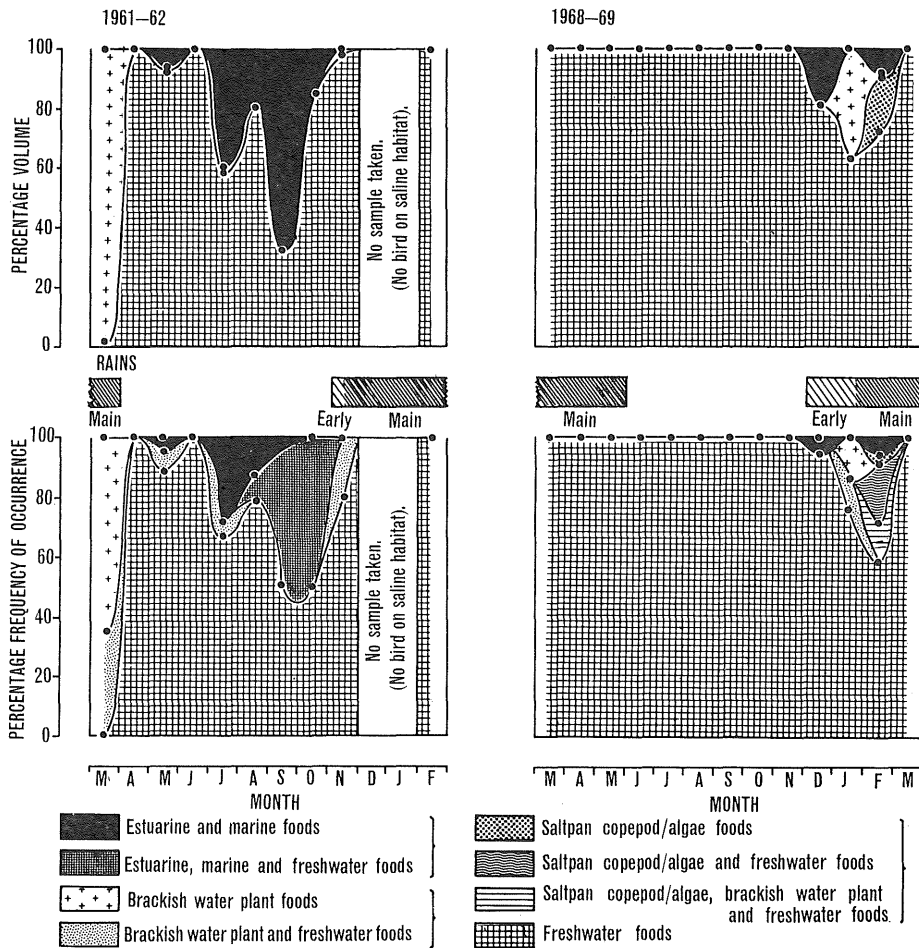 1961–62
1968–69
PERCENTAGE VOLUME
100
80
60
40
20
0
No sample taken.
(No bird on saline habitat).
RAINS
Main
Early
Main
Main
Early
Main
PERCENTAGE FREQUENCY OF OCCURRENCE
100
80
60
40
20
0
No sample taken.
(No bird on saline habitat).
M A M J J A S O N D J F
MONTH
M A M J J A S O N D J F M
MONTH
Estuarine and marine foods
Estuarine, marine and freshwater foods
Brackish water plant foods
Brackish water plant and freshwater foods
Saltpan copepod/algae foods
Saltpan copepod/algae and freshwater foods
Saltpan copepod/algae, brackish water plant
and freshwater foods.
Freshwater foods